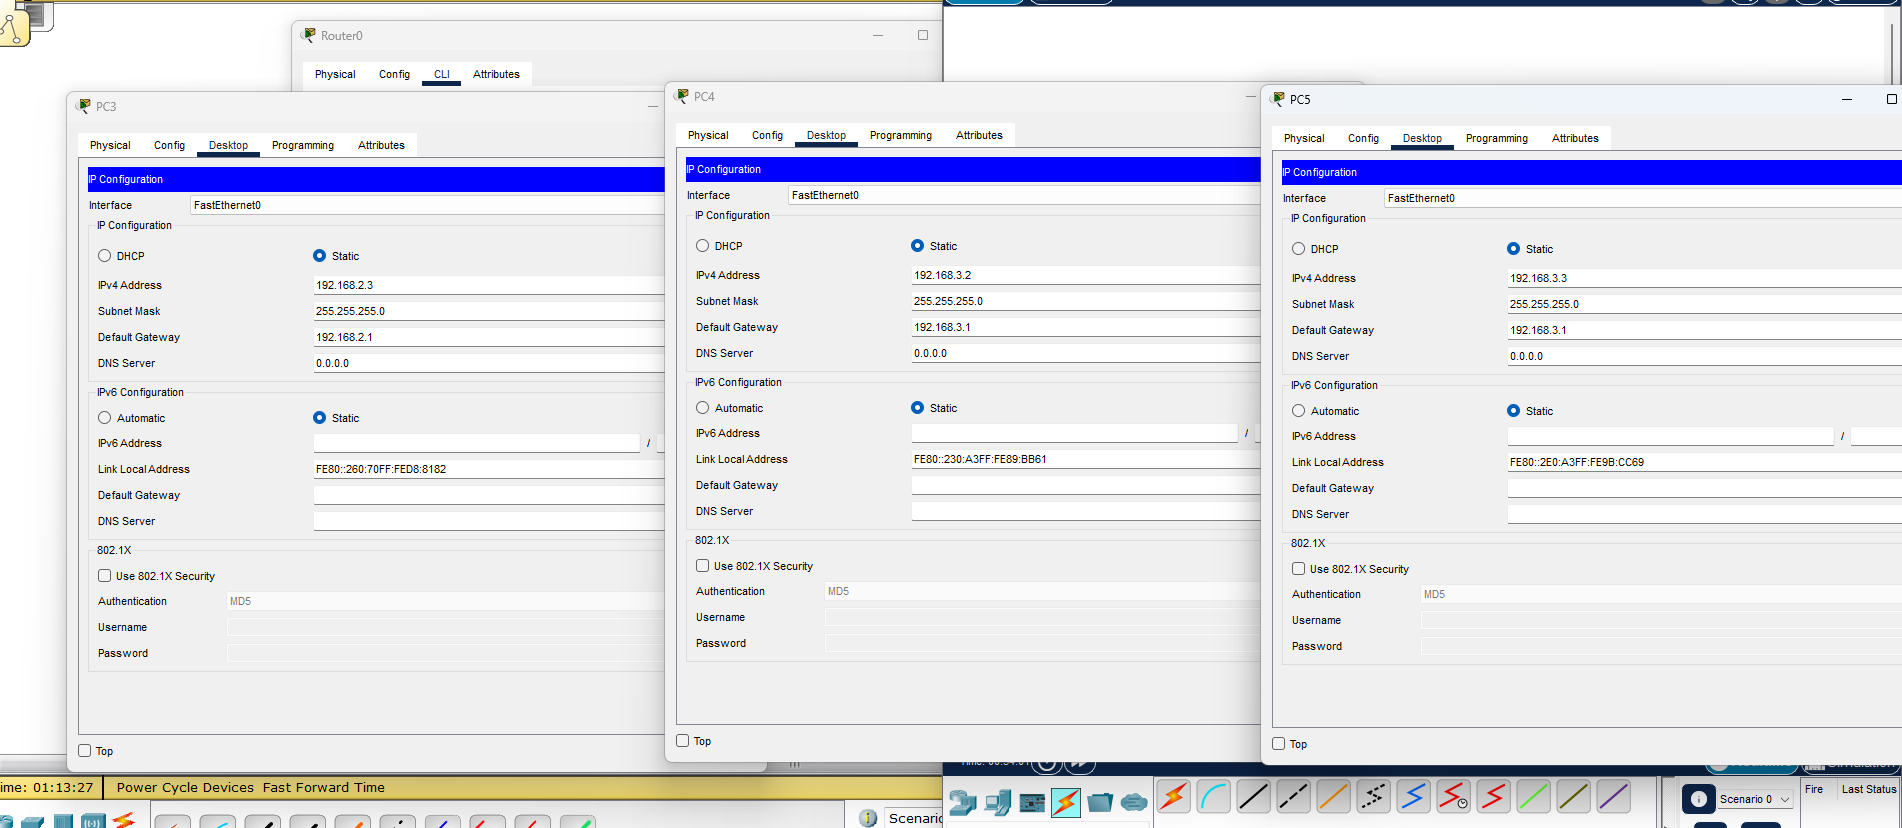 Router0
Physical Config CLI Attributes
PC3
Physical Config Desktop Programming Attributes
IP Configuration
Interface FastEthernet0
IP Configuration
DHCP Static
IPv4 Address 192.168.2.3
Subnet Mask 255.255.255.0
Default Gateway 192.168.2.1
DNS Server 0.0.0.0
IPv6 Configuration
Automatic Static
IPv6 Address /
Link Local Address FE80::260:70FF:FED8:8182
Default Gateway
DNS Server
802.1X
Use 802.1X Security
Authentication MD5
Username
Password
Top
PC4
Physical Config Desktop Programming Attributes
IP Configuration
Interface FastEthernet0
IP Configuration
DHCP Static
IPv4 Address 192.168.3.2
Subnet Mask 255.255.255.0
Default Gateway 192.168.3.1
DNS Server 0.0.0.0
IPv6 Configuration
Automatic Static
IPv6 Address /
Link Local Address FE80::230:A3FF:FE89:BB61
Default Gateway
DNS Server
802.1X
Use 802.1X Security
Authentication MD5
Username
Password
Top
PC5
Physical Config Desktop Programming Attributes
IP Configuration
Interface FastEthernet0
IP Configuration
DHCP Static
IPv4 Address 192.168.3.3
Subnet Mask 255.255.255.0
Default Gateway 192.168.3.1
DNS Server 0.0.0.0
IPv6 Configuration
Automatic Static
IPv6 Address /
Link Local Address FE80::2E0:A3FF:FE9B:CC69
Default Gateway
DNS Server
802.1X
Use 802.1X Security
Authentication MD5
Username
Password
Top
ime: 01:13:27 Power Cycle Devices Fast Forward Time
Scenario
Scenario 0
Fire Last Status